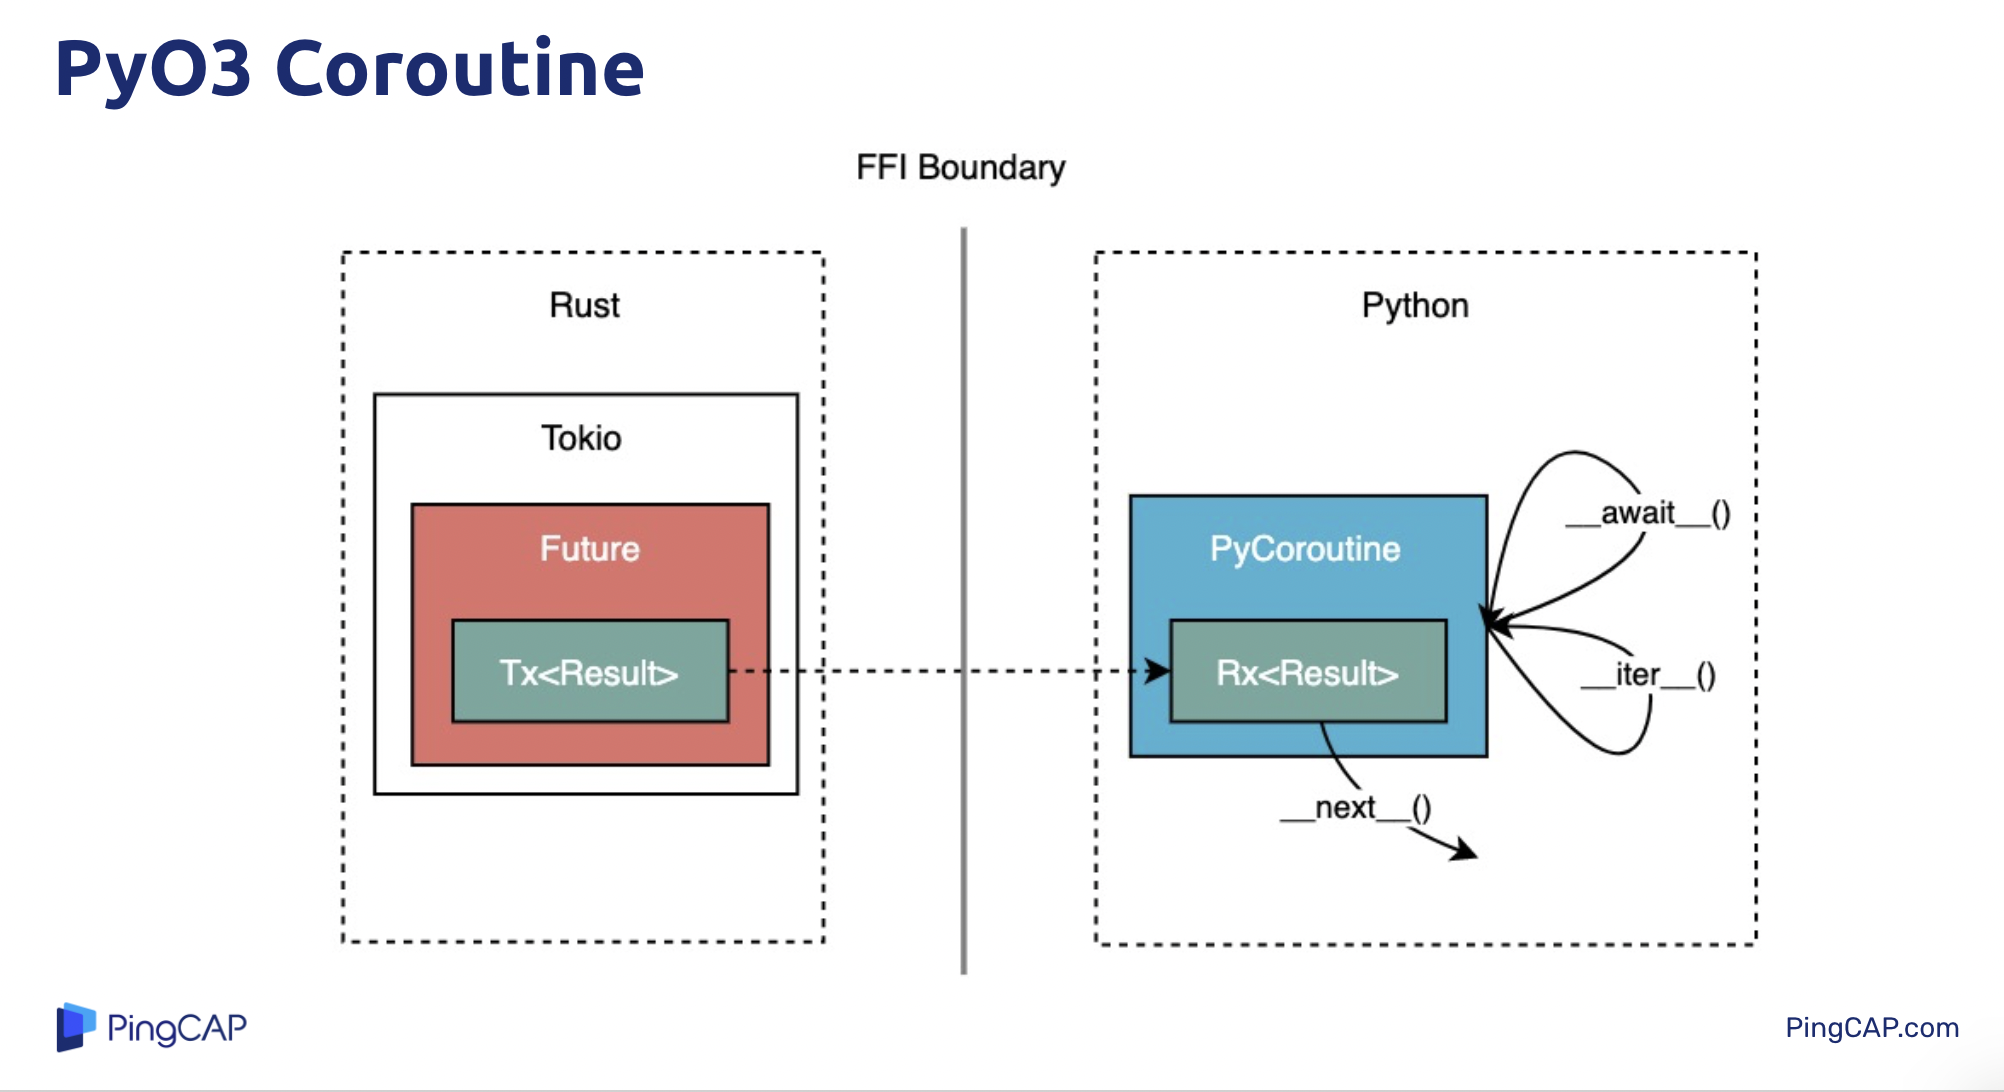 PyO3 Coroutine
FFI Boundary
Rust
Tokio
Future
Tx<Result>
Python
PyCoroutine
Rx<Result>
__await__()
__iter__()
__next__()
PingCAP
PingCAP.com